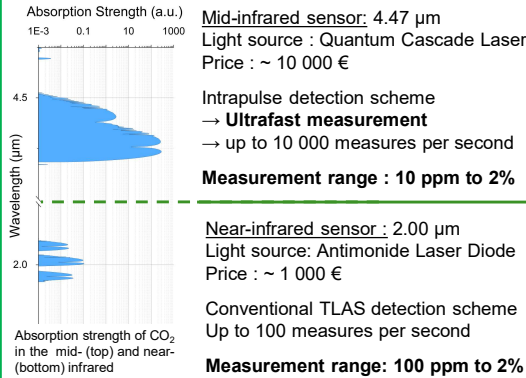 Absorption Strength (a.u.)
1E-3 0.1 10 1000
4.5
2.0
Wavelength (µm)
Absorption strength of CO₂
in the mid- (top) and near-
(bottom) infrared
Mid-infrared sensor: 4.47 µm
Light source : Quantum Cascade Laser
Price : ~ 10 000 €
Intrapulse detection scheme
→ Ultrafast measurement
→ up to 10 000 measures per second
Measurement range : 10 ppm to 2%
Near-infrared sensor : 2.00 µm
Light source: Antimonide Laser Diode
Price : ~ 1 000 €
Conventional TLAS detection scheme
Up to 100 measures per second
Measurement range: 100 ppm to 2%